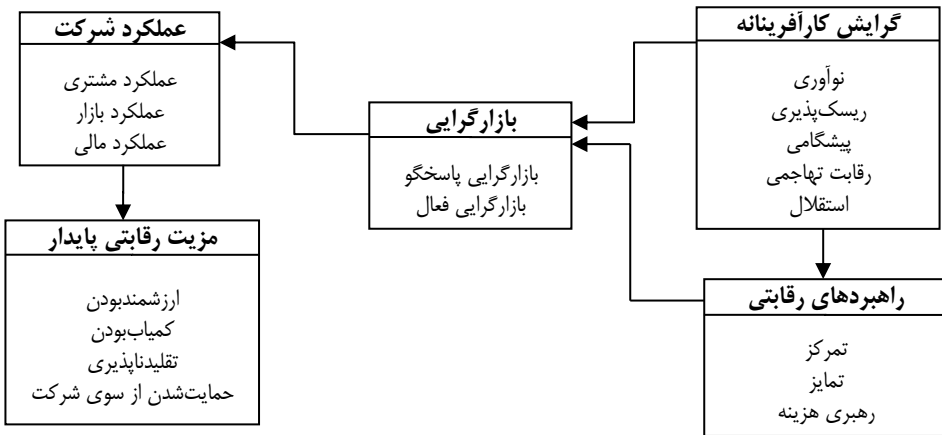 گرایش کارآفرینانه
نوآوری
ریسک‌پذیری
پیشگامی
رقابت تهاجمی
استقلال
راهبردهای رقابتی
تمرکز
تمایز
رهبری هزینه
بازارگرایی
بازارگرایی پاسخگو
بازارگرایی فعال
عملکرد شرکت
عملکرد مشتری
عملکرد بازار
عملکرد مالی
مزیت رقابتی پایدار
ارزشمندبودن
کمیاب‌بودن
تقلیدناپذیری
حمایت‌شدن از سوی شرکت